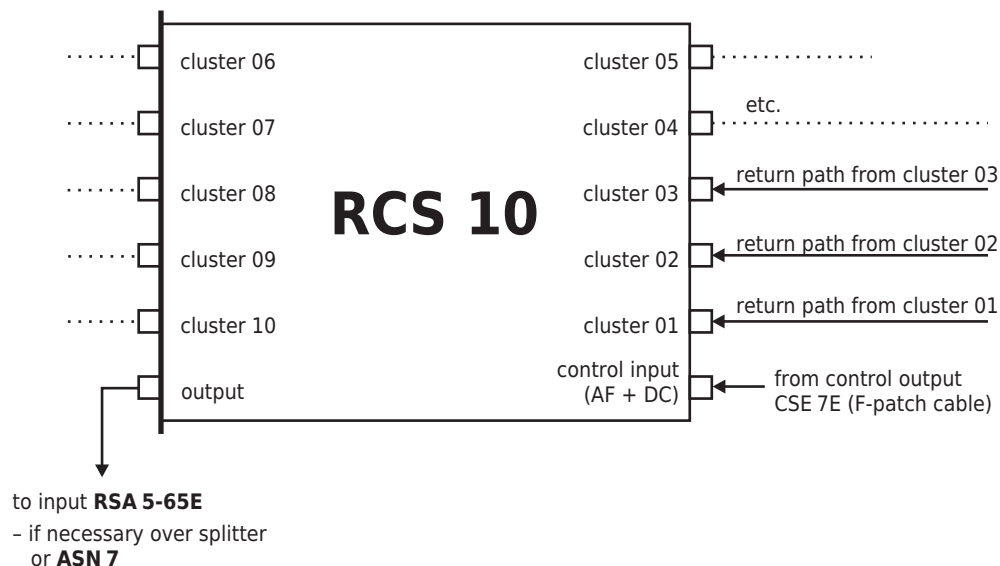 cluster 06
cluster 07
cluster 08
cluster 09
cluster 10
output
RCS 10
cluster 05
etc.
cluster 04
return path from cluster 03
cluster 03
return path from cluster 02
cluster 02
return path from cluster 01
cluster 01
control input
(AF + DC)
from control output
CSE 7E (F-patch cable)
to input RSA 5-65E
– if necessary over splitter
or ASN 7